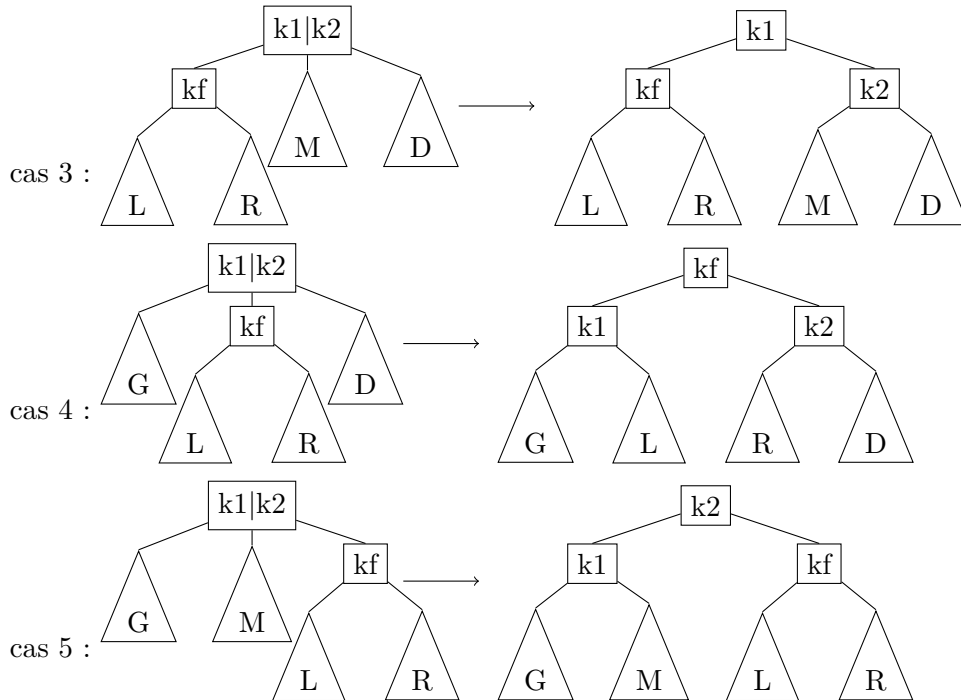 k1|k2 k1
kf kf k2
M D
cas 3 : L R L R M D
k1|k2 kf
kf k1 k2
G D
cas 4 : L R G L R D
k1|k2 k2
kf k1 kf
G M
cas 5 : L R G M L R